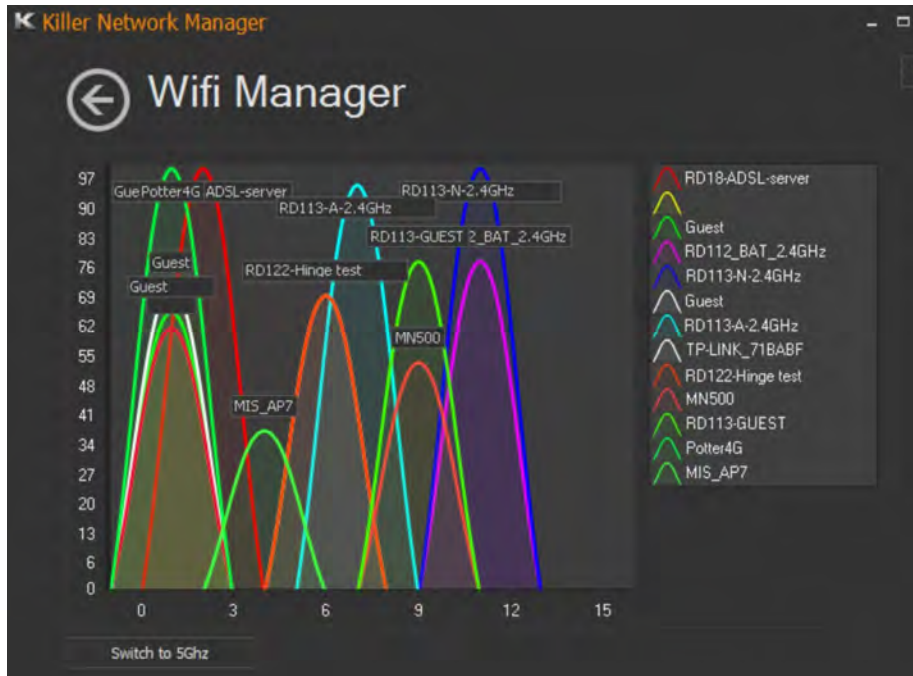 K Killer Network Manager
Wifi Manager
97
90
83
76
69
62
55
48
41
34
27
20
13
6
0
Gue Potter4G ADSL-server
RD113-A-2.4GHz
RD113-N-2.4GHz
RD113-GUEST 2_BAT_2.4GHz
Guest
Guest
RD122-Hinge test
MN500
MIS_AP7
0 3 6 9 12 15
RD18-ADSL-server
Guest
RD112_BAT_2.4GHz
RD113-N-2.4GHz
Guest
RD113-A-2.4GHz
TP-LINK_71BABF
RD122-Hinge test
MN500
RD113-GUEST
Potter4G
MIS_AP7
Switch to 5Ghz